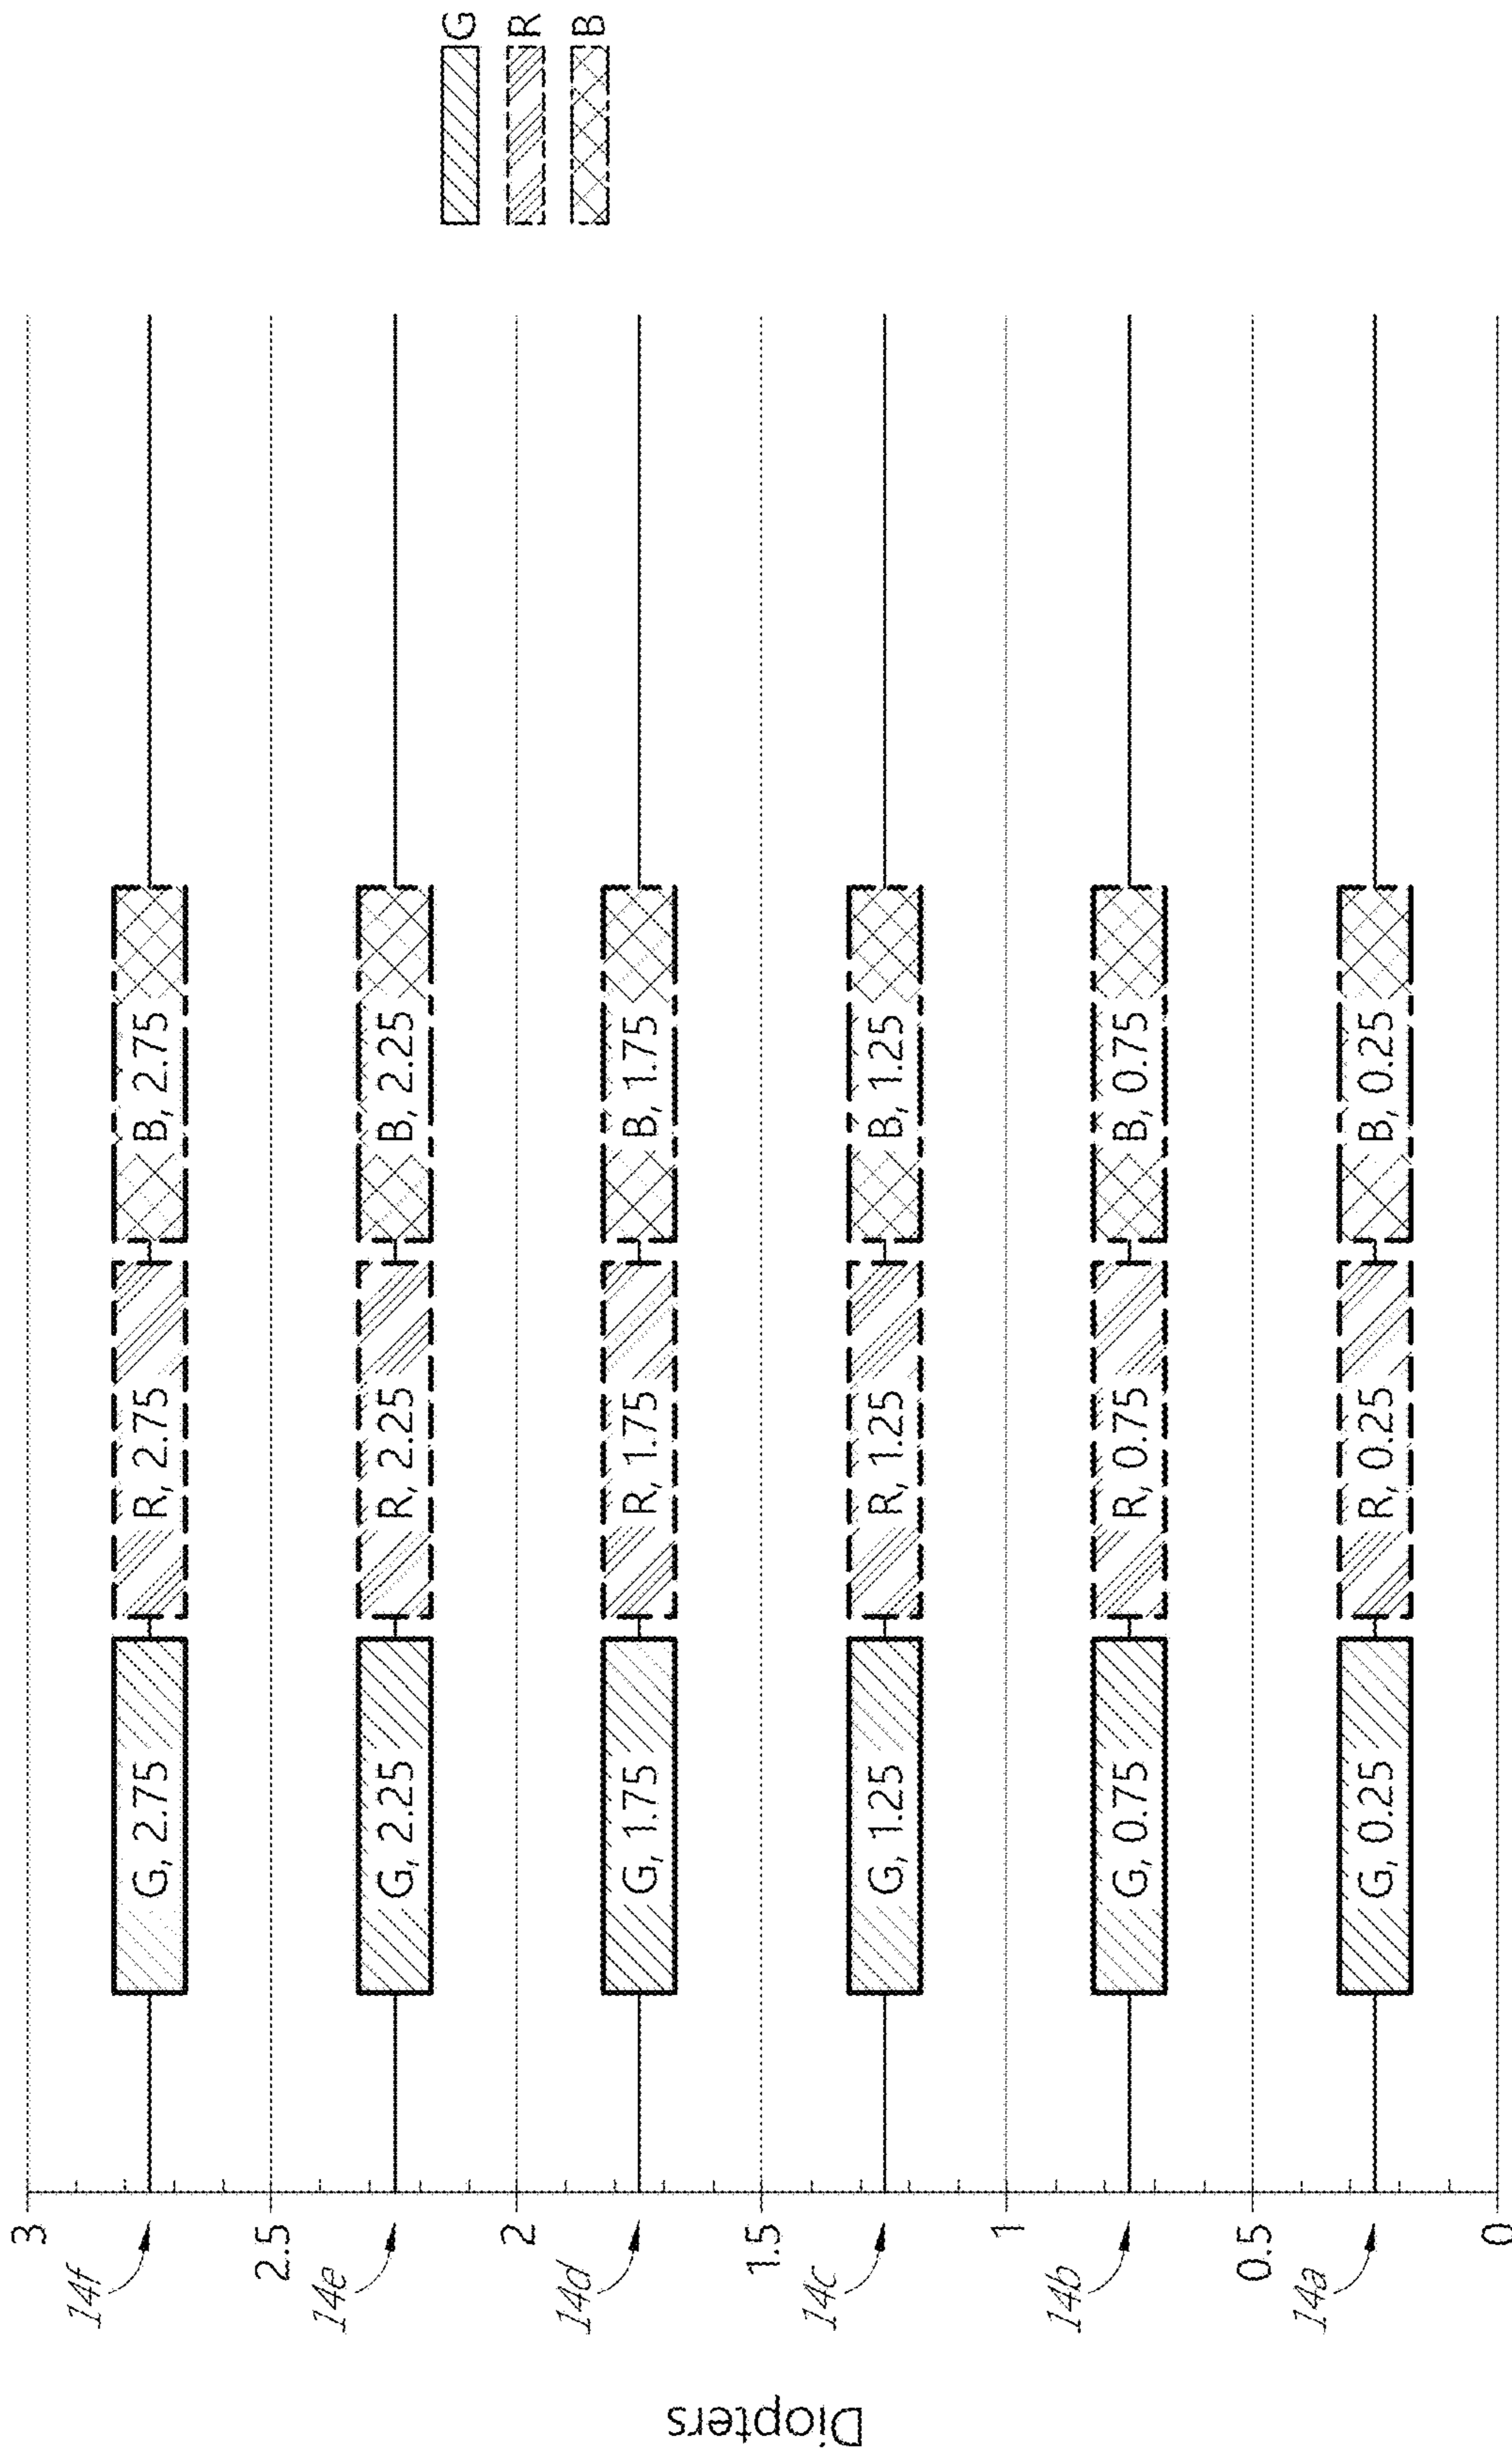 Diopters
3
2.5
2
1.5
1
0.5
0
14f
G, 2.75 R, 2.75 B, 2.75
14e
G, 2.25 R, 2.25 B, 2.25
14d
G, 1.75 R, 1.75 B, 1.75
14c
G, 1.25 R, 1.25 B, 1.25
14b
G, 0.75 R, 0.75 B, 0.75
14a
G, 0.25 R, 0.25 B, 0.25
G
R
B